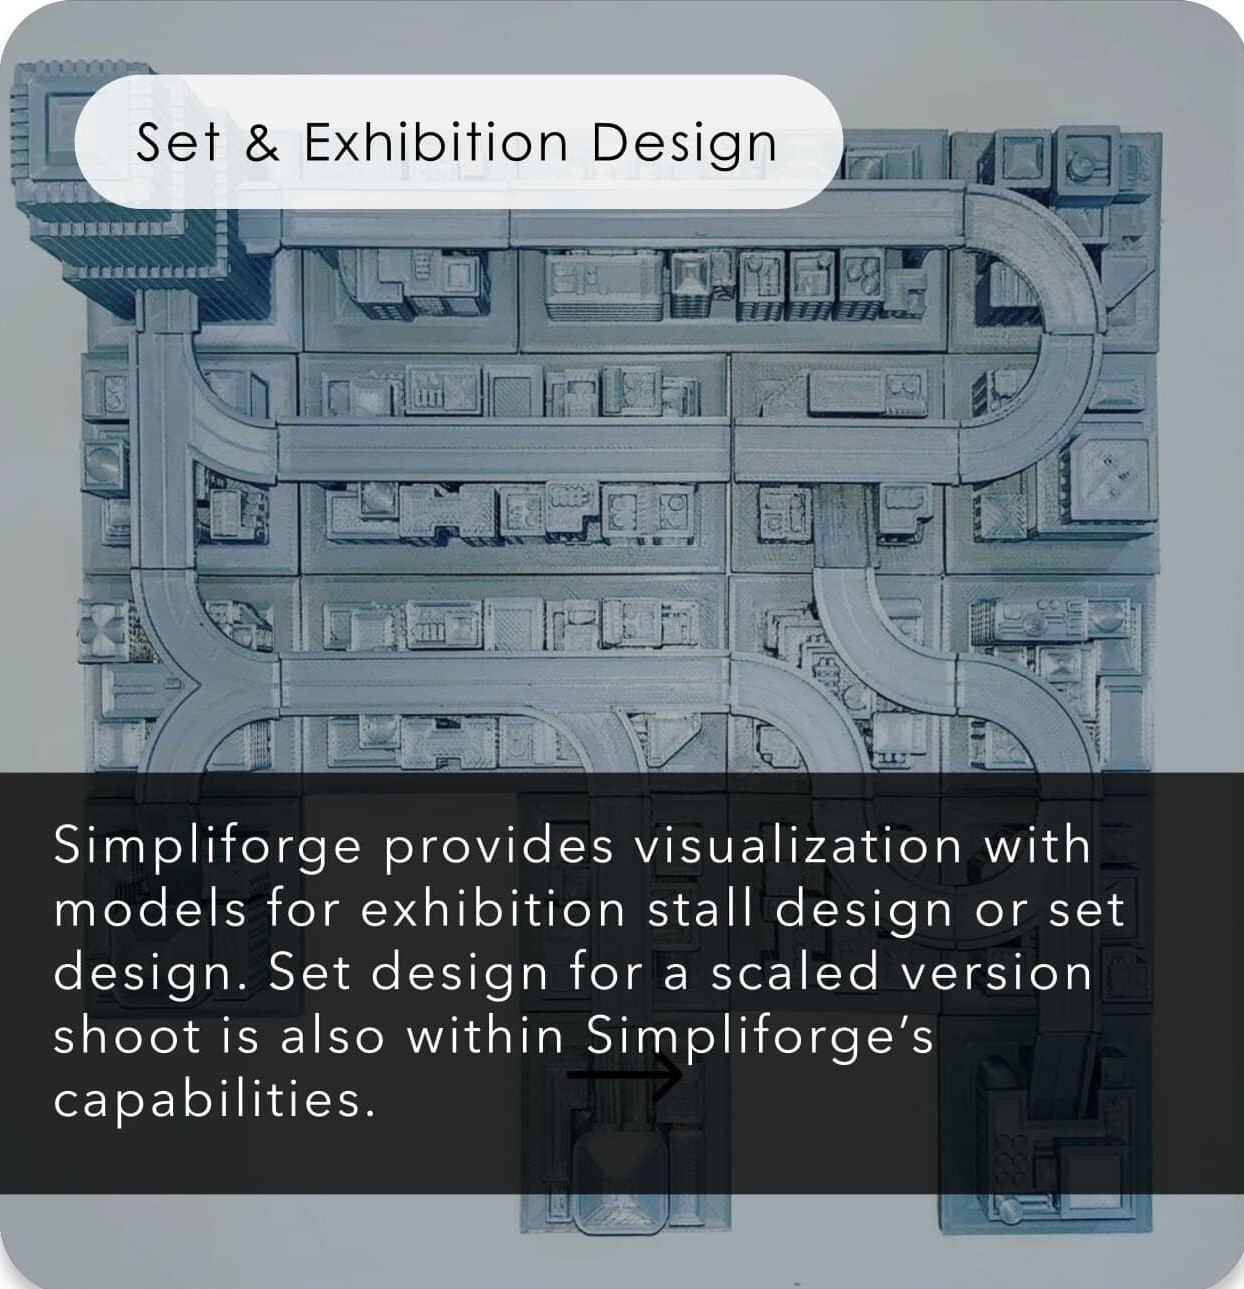 Set & Exhibition Design
Simpliforge provides visualization with
models for exhibition stall design or set
design. Set design for a scaled version
shoot is also within Simpliforge’s
capabilities.